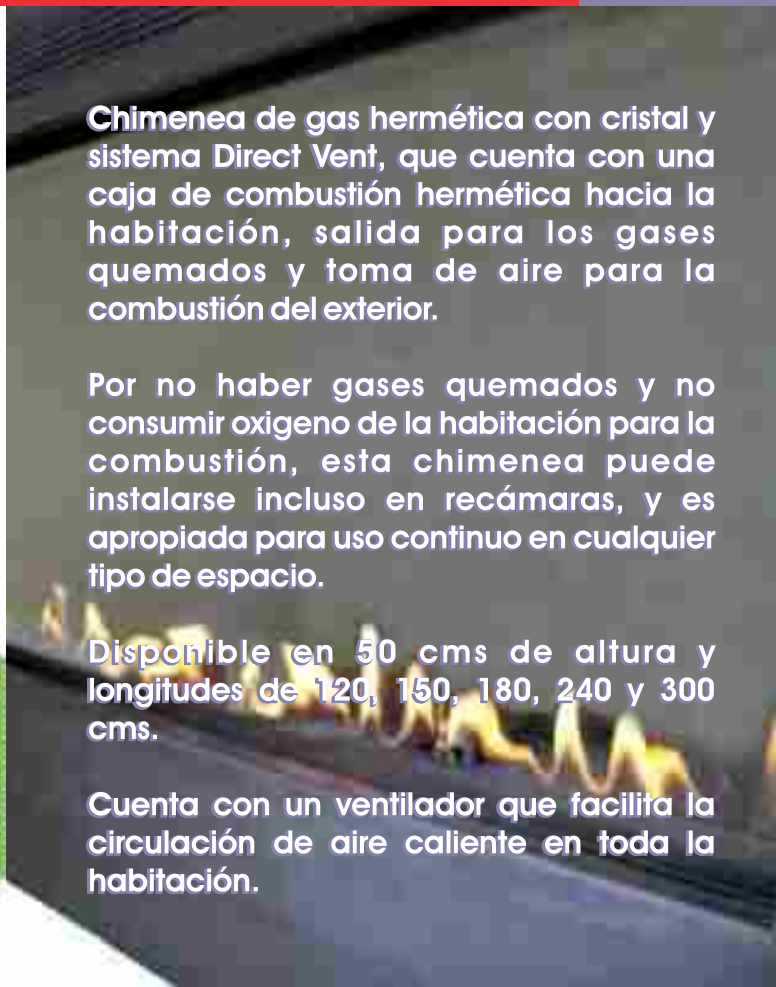 Chimenea de gas hermética con cristal y
sistema Direct Vent, que cuenta con una
caja de combustión hermética hacia la
habitación, salida para los gases
quemados y toma de aire para la
combustión del exterior.
Por no haber gases quemados y no
consumir oxigeno de la habitación para la
combustión, esta chimenea puede
instalarse incluso en recámaras, y es
apropiada para uso continuo en cualquier
tipo de espacio.
Disponible en 50 cms de altura y
longitudes de 120, 150, 180, 240 y 300
cms.
Cuenta con un ventilador que facilita la
circulación de aire caliente en toda la
habitación.